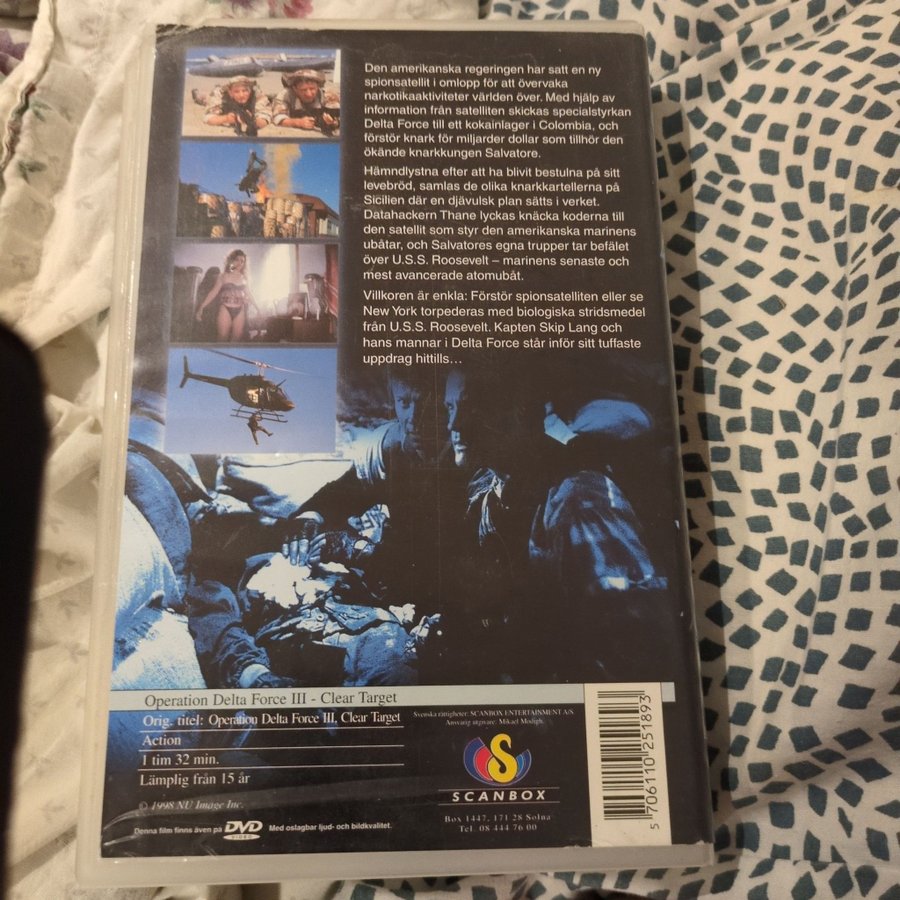 Den amerikanska regeringen har satt en ny
spionsatellit i omlopp för att övervaka
narkotikaaktiviteter världen över. Med hjälp av
information från satelliten skickas specialstyrkan
Delta Force till ett kokainlager i Colombia, och
förstör knark för miljarder dollar som tillhör den
ökände knarkkungen Salvatore.
Hämndlystna efter att ha blivit bestulna på sitt
levebröd, samlas de olika knarkkartellerna på
Sicilien där en djävulsk plan sätts i verket.
Datahackern Thane lyckas knäcka koderna till
den satellit som styr den amerikanska marinens
ubåtar, och Salvatores egna trupper tar befälet
över U.S.S. Roosevelt – marinens senaste och
mest avancerade atomubåt.
Villkoren är enkla: Förstör spionsatelliten eller se
New York torpederas med biologiska stridsmedel
från U.S.S. Roosevelt. Kapten Skip Lang och
hans mannar i Delta Force står inför sitt tuffaste
uppdrag hittills...
Operation Delta Force III - Clear Target
Orig. titel: Operation Delta Force III, Clear Target
Action
1 tim 32 min.
Lämplig från 15 år
© 1998 NU Image Inc.
Denna film finns även på DVD VIDEO Med oslagbar ljud- och bildkvalitet.
Svenska rättigheter: SCANBOX ENTERTAINMENT A/S
Ansvarig utgivare: Mikael Modigh.
S
SCANBOX
Box 1447, 171 28 Solna
Tel. 08 444 76 00
5 706110 251893